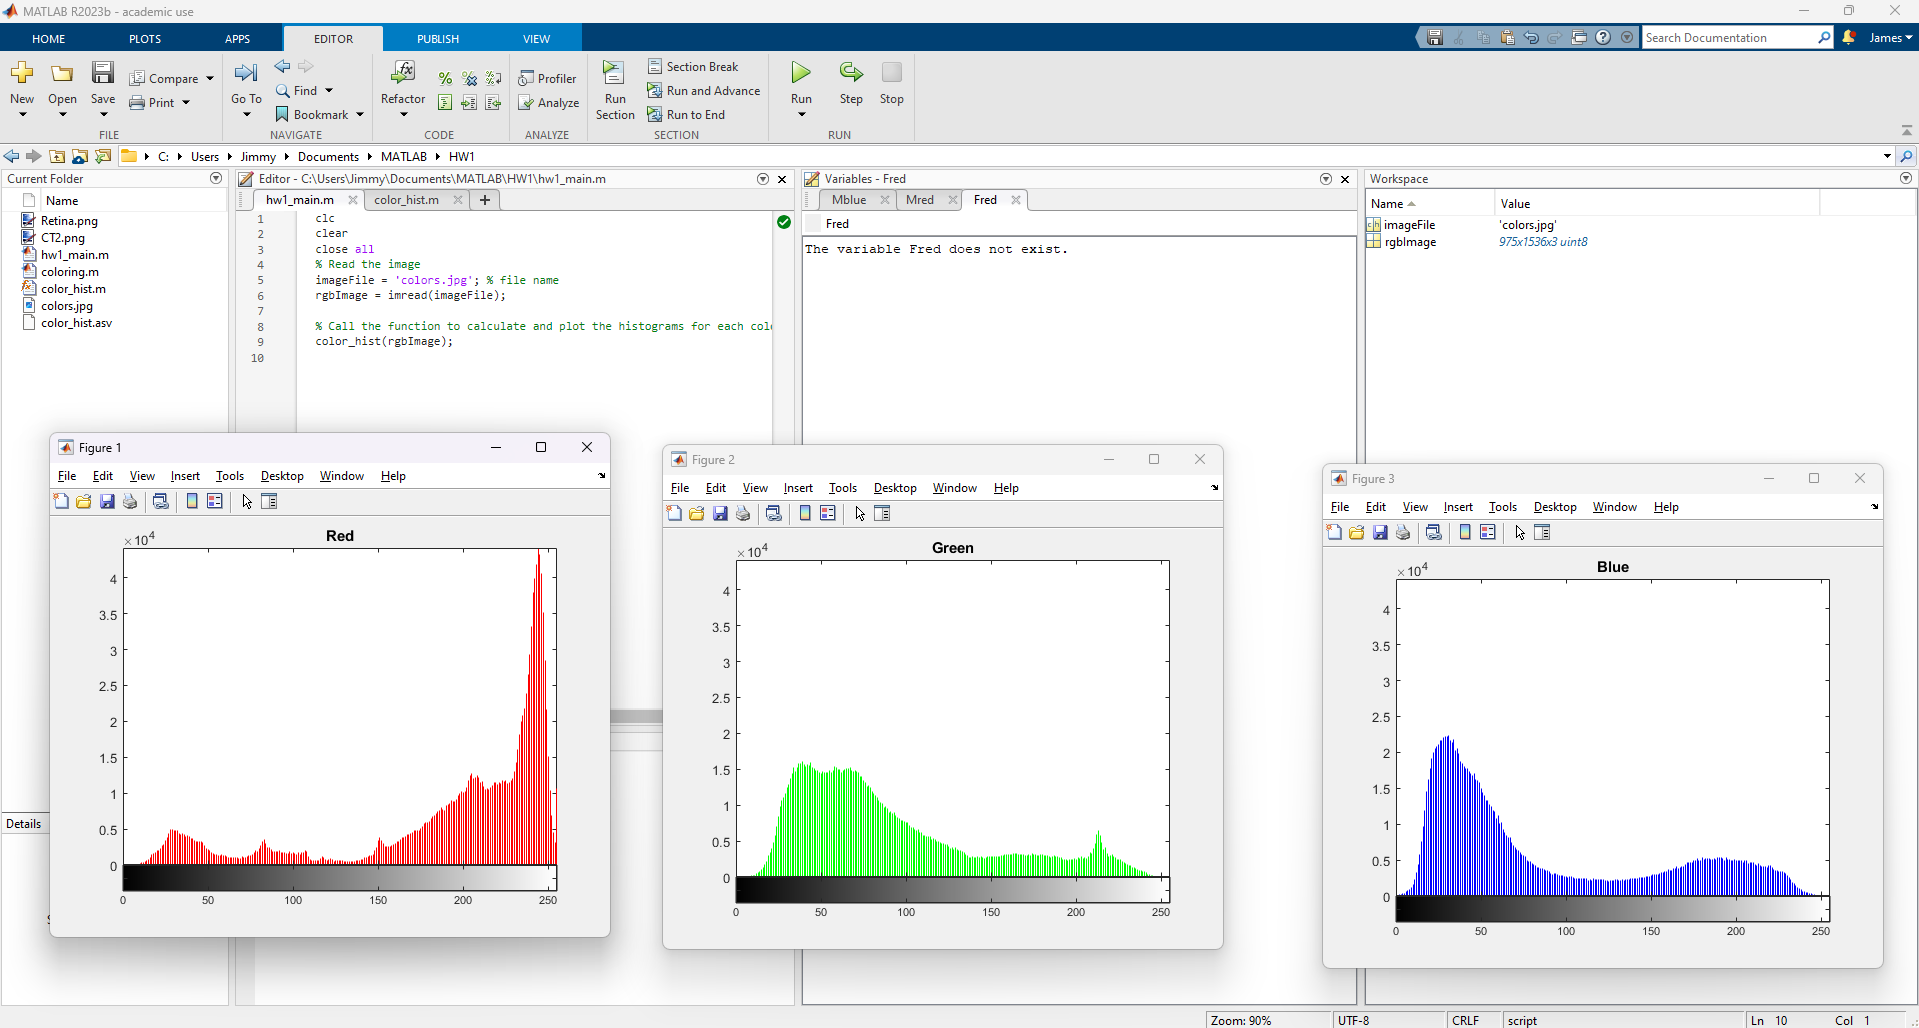 MATLAB R2023b - academic use
HOME PLOTS APPS EDITOR PUBLISH VIEW
Search Documentation James
New Open Save Compare Print
FILE
Go To Find Bookmark
NAVIGATE
Refactor
CODE
Profiler
Analyze
ANALYZE
Run Section
Section Break
Run and Advance
Run to End
SECTION
Run Step Stop
RUN
C: Users Jimmy Documents MATLAB HW1
Current Folder
Name
Retina.png
CT2.png
hw1_main.m
coloring.m
color_hist.m
colors.jpg
color_hist.asv
Details
Editor - C:\Users\Jimmy\Documents\MATLAB\HW1\hw1_main.m
hw1_main.m color_hist.m
1 clc
2 clear
3 close all
4 % Read the image
5 imageFile = 'colors.jpg'; % file name
6 rgbImage = imread(imageFile);
7
8 % Call the function to calculate and plot the histograms for each col
9 color_hist(rgbImage);
10
Variables - Fred
Mblue Mred Fred
Fred
The variable Fred does not exist.
Workspace
Name Value
imageFile 'colors.jpg'
rgbImage 975x1536x3 uint8
Figure 1
File Edit View Insert Tools Desktop Window Help
Red
×10⁴
4
3.5
3
2.5
2
1.5
1
0.5
0
0 50 100 150 200 250
Figure 2
File Edit View Insert Tools Desktop Window Help
Green
×10⁴
4
3.5
3
2.5
2
1.5
1
0.5
0
0 50 100 150 200 250
Figure 3
File Edit View Insert Tools Desktop Window Help
Blue
×10⁴
4
3.5
3
2.5
2
1.5
1
0.5
0
0 50 100 150 200 250
Zoom: 90% UTF-8 CRLF script Ln 10 Col 1